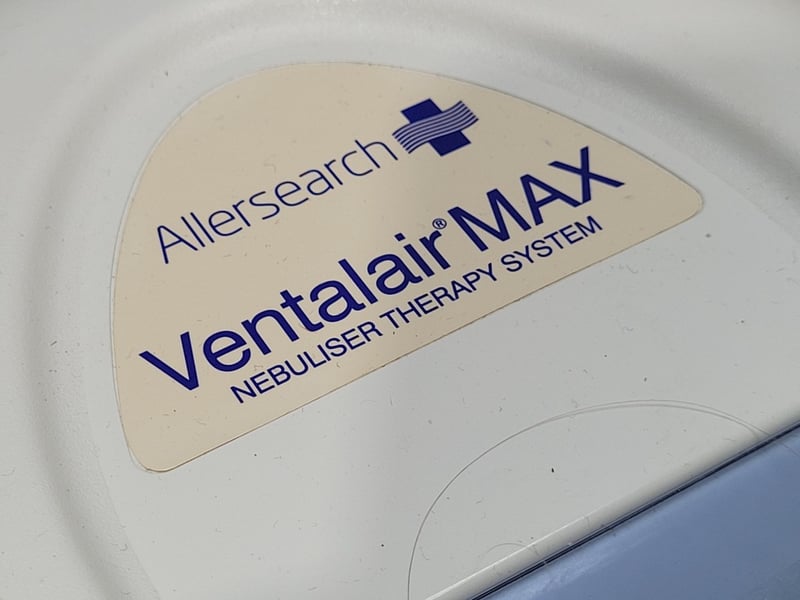 Allersearch
Ventalair® MAX
NEBULISER THERAPY SYSTEM